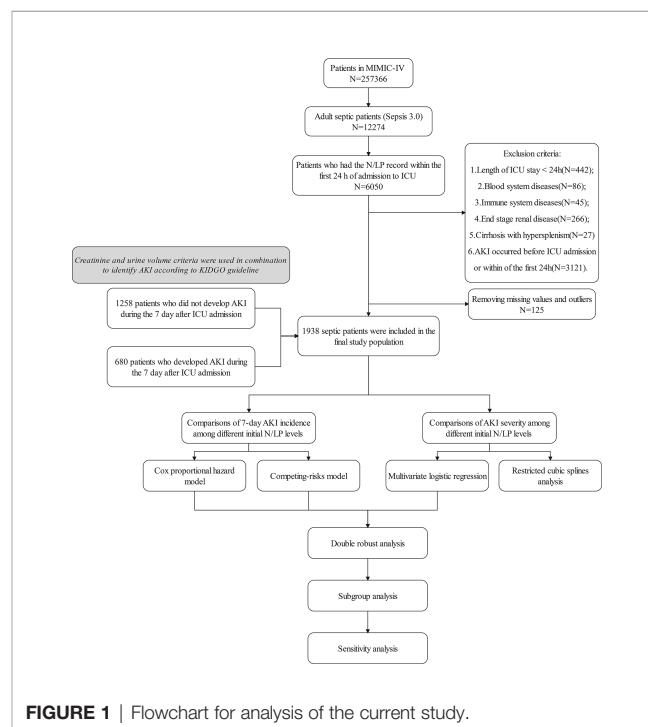 Patients in MIMIC-IV
N=257366
Adult septic patients (Sepsis 3.0)
N=12274
Patients who had the N/LP record within the
first 24 h of admission to ICU
N=6050
Exclusion criteria:
1.Length of ICU stay < 24h(N=442);
2.Blood system diseases(N=86);
3.Immune system diseases(N=45);
4.End stage renal disease(N=266);
5.Cirrhosis with hypersplenism(N=27)
6.AKI occurred before ICU admission
or within of the first 24h(N=3121).
Creatinine and urine volume criteria were used in combination
to identify AKI according to KIDGO guideline
1258 patients who did not develop AKI
during the 7 day after ICU admission
Removing missing values and outliers
N=125
1938 septic patients were included in the
final study population
680 patients who developed AKI during
the 7 day after ICU admission
Comparisons of 7-day AKI incidence
among different initial N/LP levels
Comparisons of AKI severity among
different initial N/LP levels
Cox proportional hazard
model
Competing-risks model
Multivariate logistic regression
Restricted cubic splines
analysis
Double robust analysis
Subgroup analysis
Sensitivity analysis
FIGURE 1 | Flowchart for analysis of the current study.